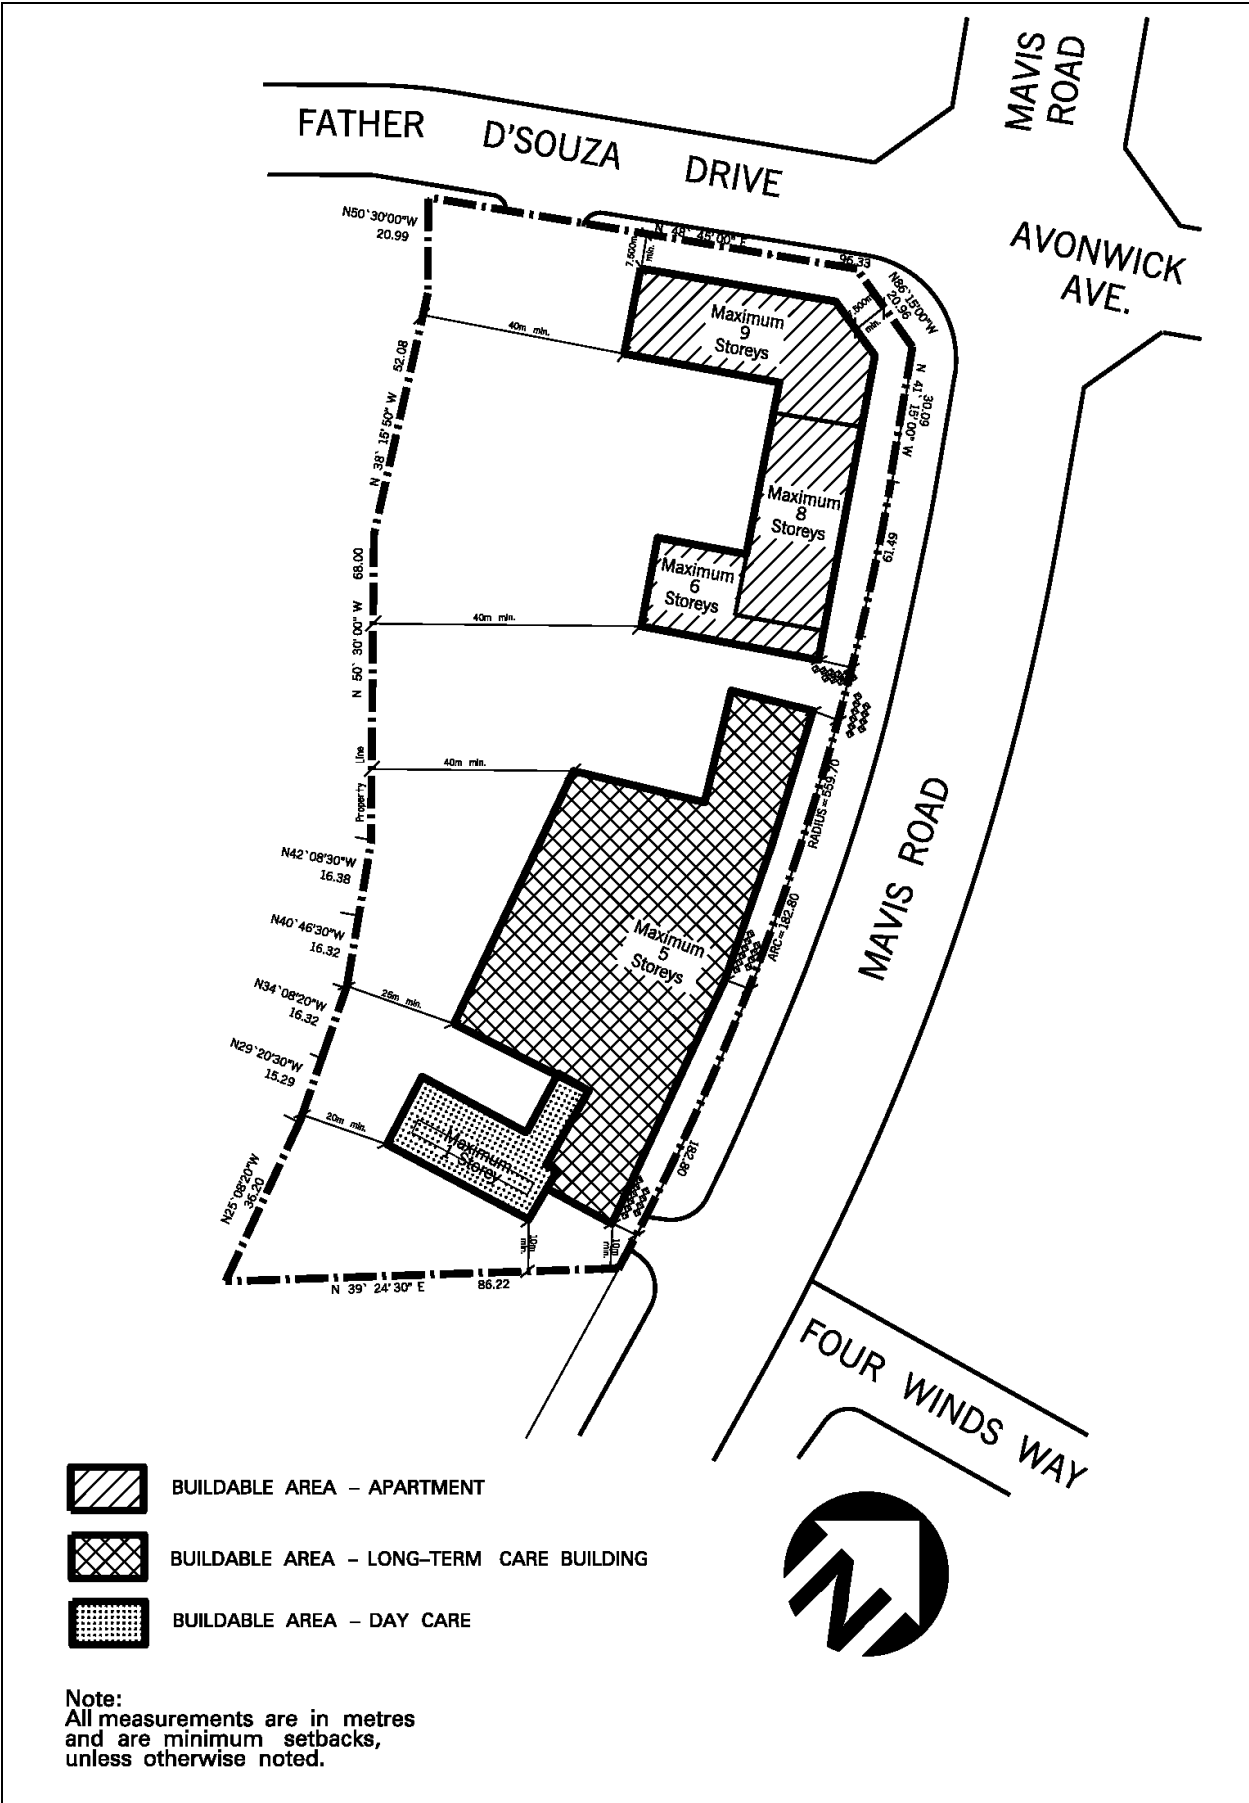 MAVIS
ROAD
FATHER D'SOUZA DRIVE
AVONWICK
AVE.
N50`30'00"W
20.99
N 48` 45'00" E
96.33
7.500m
min.
N86`15'00"W
20.96
7.500m
min.
Maximum
9
Storeys
40m min.
52.08
N 38` 15'50" W
N 41` 15'00" W
30.09
Maximum
8
Storeys
61.49
Maximum
6
Storeys
68.00
N 50` 30'00" W
40m min.
40m min.
Property Line
RADIUS=559.70
ARC=182.80
MAVIS ROAD
N42`08'30"W
16.38
N40`46'30"W
16.32
Maximum
5
Storeys
N34`08'20"W
16.32
25m min.
N29`20'30"W
15.29
20m min.
Maximum
1 Storey
182.80
N25`08'20"W
36.20
10m
min.
10m
min.
N 39` 24'30" E
86.22
FOUR WINDS WAY
BUILDABLE AREA – APARTMENT
BUILDABLE AREA – LONG–TERM CARE BUILDING
BUILDABLE AREA – DAY CARE
N
Note:
All measurements are in metres
and are minimum setbacks,
unless otherwise noted.